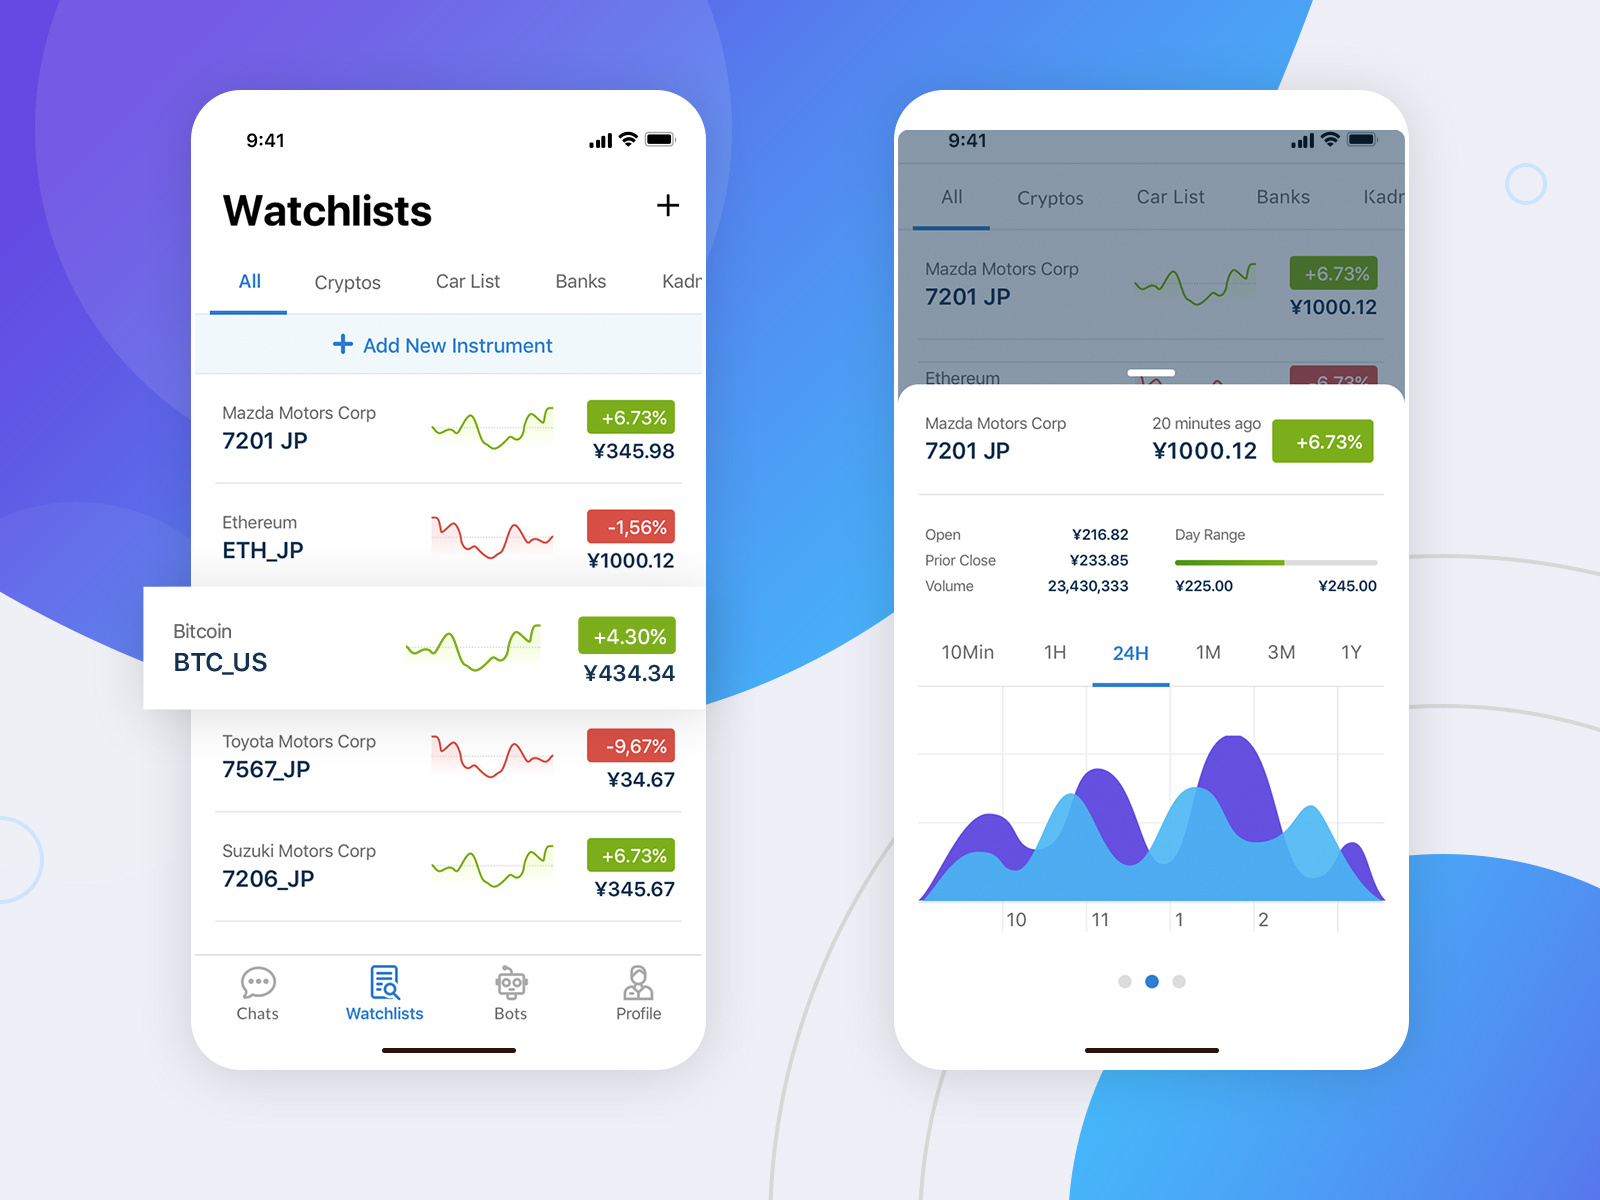 9:41
Watchlists
All Cryptos Car List Banks Kadr
Add New Instrument
Mazda Motors Corp
7201 JP
+6.73%
¥345.98
Ethereum
ETH_JP
-1,56%
¥1000.12
Bitcoin
BTC_US
+4.30%
¥434.34
Toyota Motors Corp
7567_JP
-9,67%
¥34.67
Suzuki Motors Corp
7206_JP
+6.73%
¥345.67
Chats Watchlists Bots Profile
9:41
All Cryptos Car List Banks Kadr
Mazda Motors Corp
7201 JP
+6.73%
¥1000.12
Ethereum
-6.73%
Mazda Motors Corp
7201 JP
20 minutes ago
¥1000.12
+6.73%
Open ¥216.82
Prior Close ¥233.85
Volume 23,430,333
Day Range
¥225.00 ¥245.00
10Min 1H 24H 1M 3M 1Y
10 11 1 2